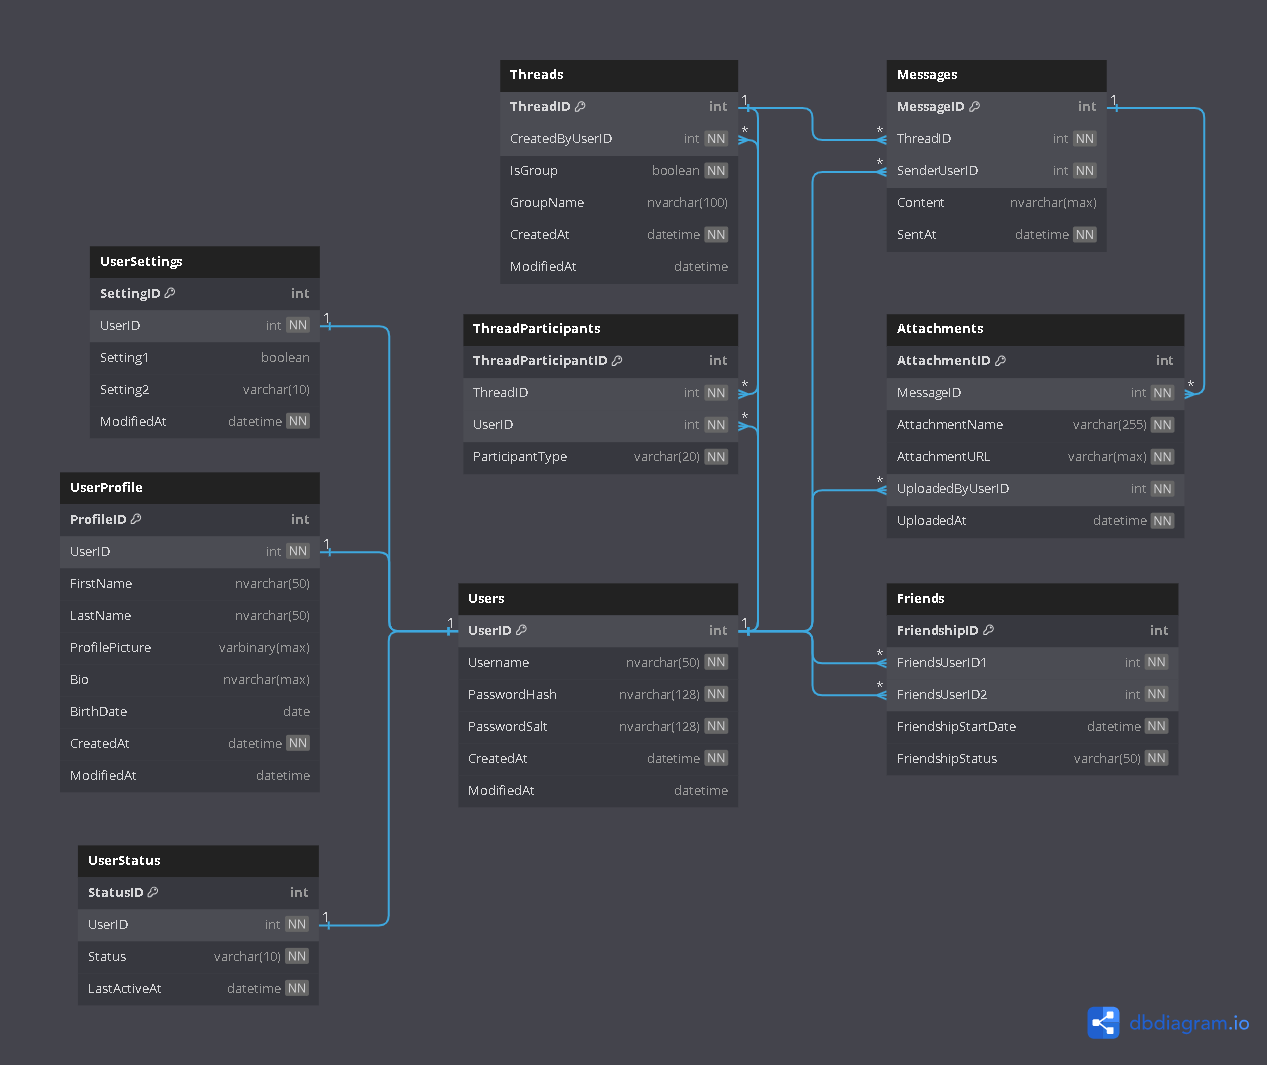 Threads
ThreadID int
CreatedByUserID int NN
IsGroup boolean NN
GroupName nvarchar(100)
CreatedAt datetime NN
ModifiedAt datetime
1
*
Messages
MessageID int
ThreadID int NN
SenderUserID int NN
Content nvarchar(max)
SentAt datetime NN
1
*
*
UserSettings
SettingID int
UserID int NN
Setting1 boolean
Setting2 varchar(10)
ModifiedAt datetime NN
1
ThreadParticipants
ThreadParticipantID int
ThreadID int NN
UserID int NN
ParticipantType varchar(20) NN
*
*
Attachments
AttachmentID int
MessageID int NN
AttachmentName varchar(255) NN
AttachmentURL varchar(max) NN
UploadedByUserID int NN
UploadedAt datetime NN
*
*
UserProfile
ProfileID int
UserID int NN
FirstName nvarchar(50)
LastName nvarchar(50)
ProfilePicture varbinary(max)
Bio nvarchar(max)
BirthDate date
CreatedAt datetime NN
ModifiedAt datetime
1
Users
UserID int
Username nvarchar(50) NN
PasswordHash nvarchar(128) NN
PasswordSalt nvarchar(128) NN
CreatedAt datetime NN
ModifiedAt datetime
1
1
Friends
FriendshipID int
FriendsUserID1 int NN
FriendsUserID2 int NN
FriendshipStartDate datetime NN
FriendshipStatus varchar(50) NN
*
*
UserStatus
StatusID int
UserID int NN
Status varchar(10) NN
LastActiveAt datetime NN
1
dbdiagram.io